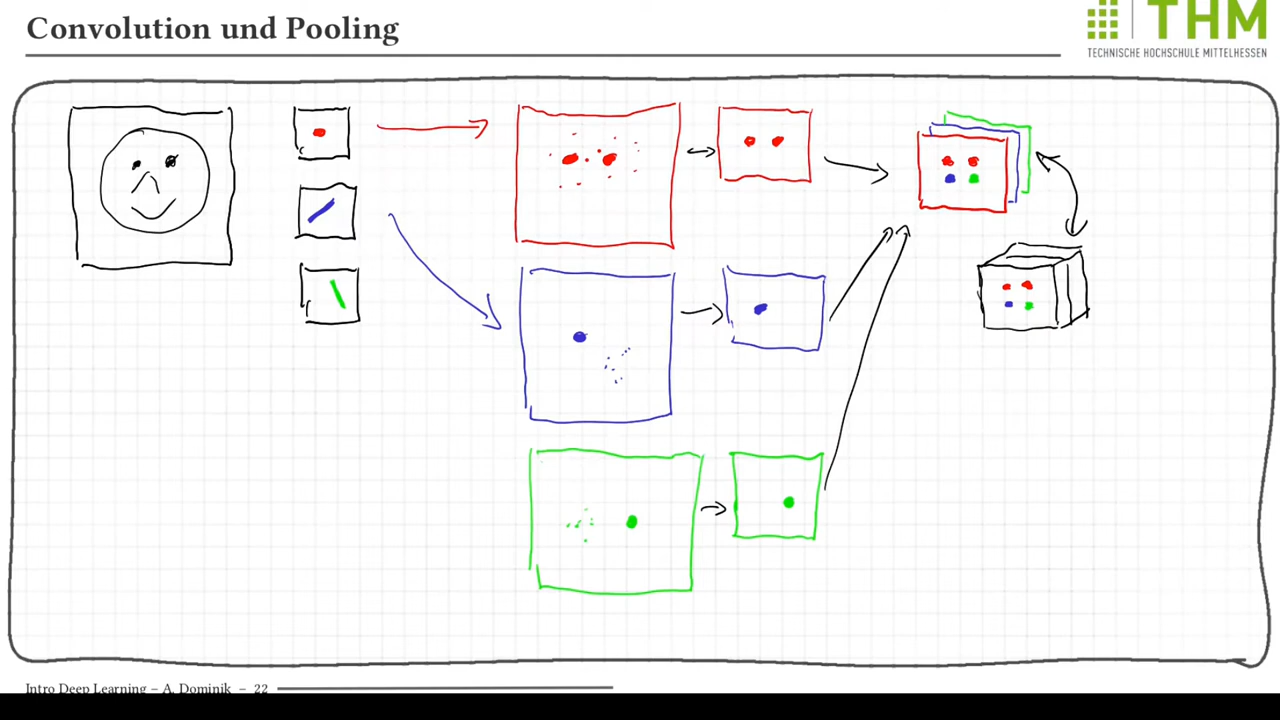 Convolution und Pooling
THM
TECHNISCHE HOCHSCHULE MITTELHESSEN
Intro Deep Learning – A. Dominik – 22